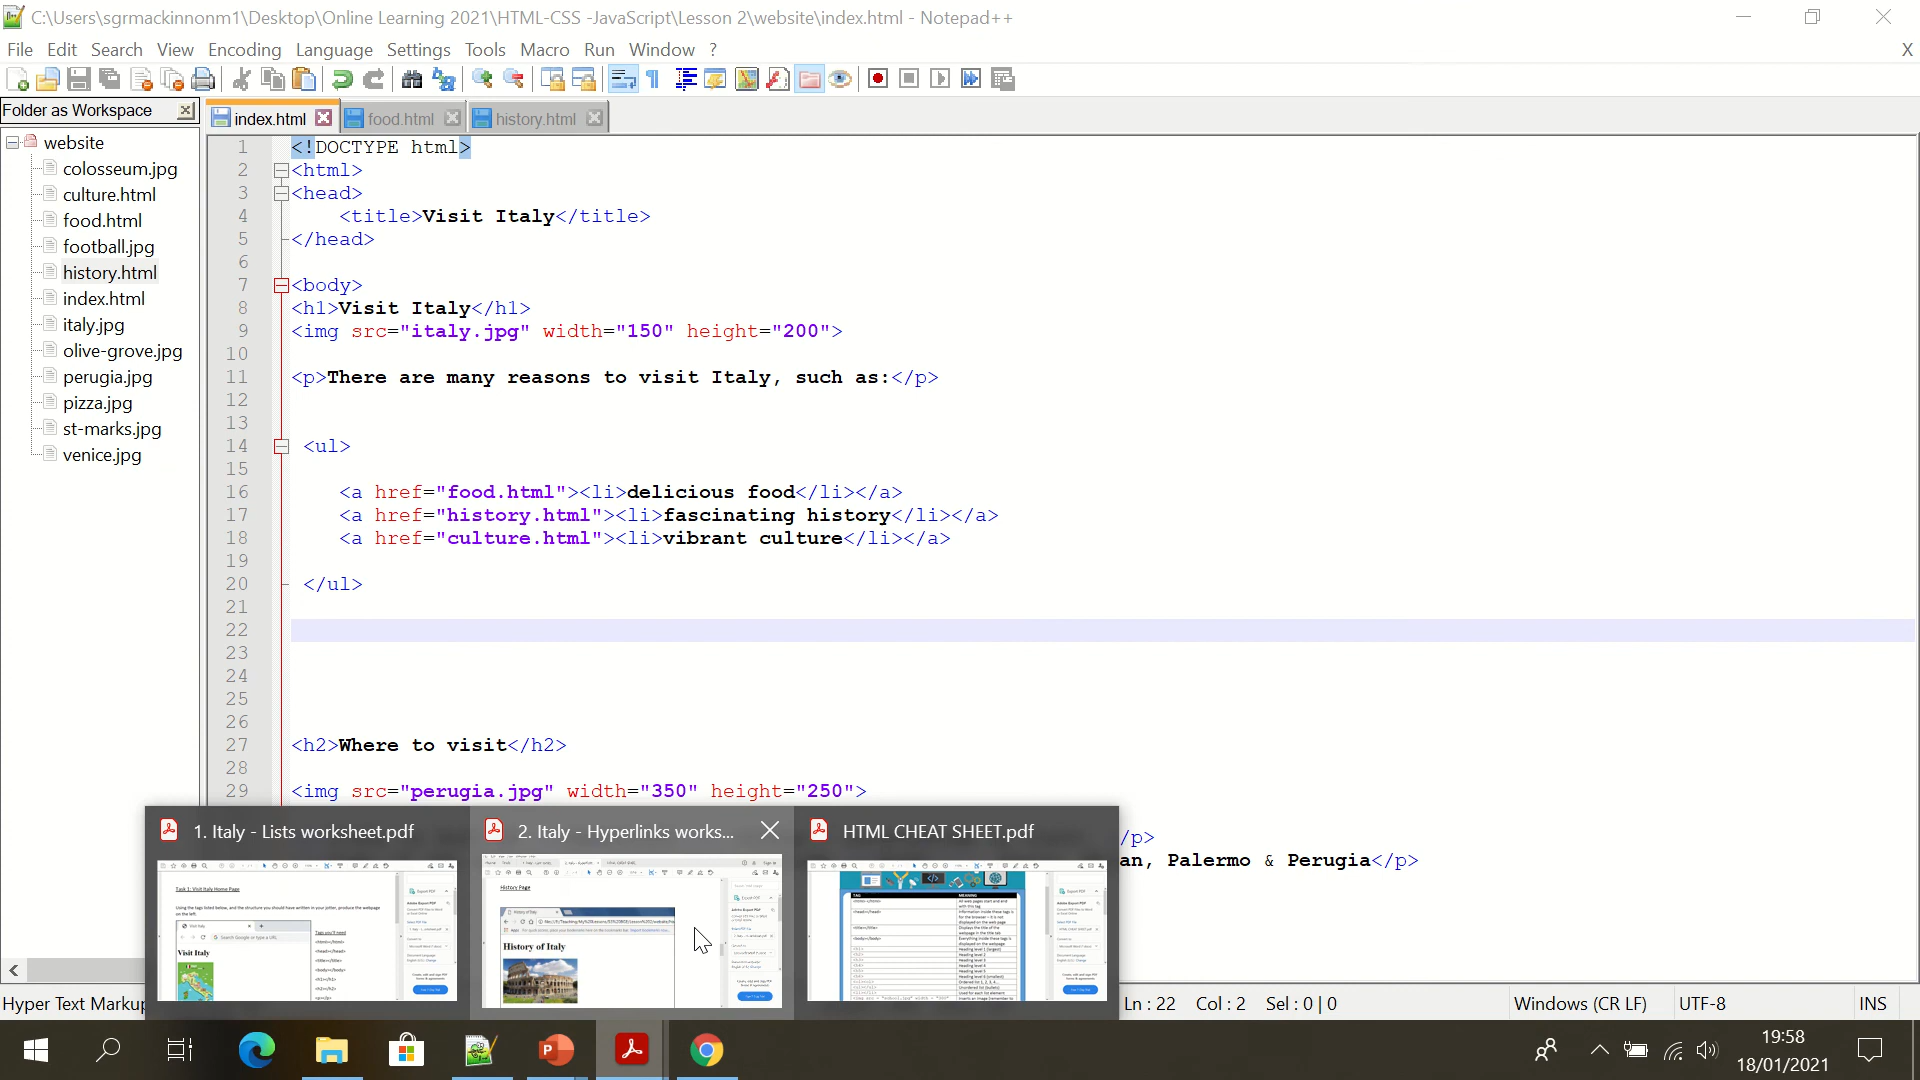 C:\Users\sgrmackinnonm1\Desktop\Online Learning 2021\HTML-CSS -JavaScript\Lesson 2\website\index.html - Notepad++
File Edit Search View Encoding Language Settings Tools Macro Run Window ? X
Folder as Workspace
index.html food.html history.html
website
colosseum.jpg
culture.html
food.html
football.jpg
history.html
index.html
italy.jpg
olive-grove.jpg
perugia.jpg
pizza.jpg
st-marks.jpg
venice.jpg
1 <!DOCTYPE html>
2 <html>
3 <head>
4 <title>Visit Italy</title>
5 </head>
6
7 <body>
8 <h1>Visit Italy</h1>
9 <img src="italy.jpg" width="150" height="200">
10
11 <p>There are many reasons to visit Italy, such as:</p>
12
13
14 <ul>
15
16 <a href="food.html"><li>delicious food</li></a>
17 <a href="history.html"><li>fascinating history</li></a>
18 <a href="culture.html"><li>vibrant culture</li></a>
19
20 </ul>
21
22
23
24
25
26
27 <h2>Where to visit</h2>
28
29 <img src="perugia.jpg" width="350" height="250">
/p>
an, Palermo & Perugia</p>
1. Italy - Lists worksheet.pdf
Task 1: Visit Italy Home Page
Visit Italy
2. Italy - Hyperlinks works...
History Page
History of Italy
HTML CHEAT SHEET.pdf
TAG MEANING
Hyper Text Markup
Ln : 22 Col : 2 Sel : 0 | 0
Windows (CR LF) UTF-8 INS
19:58
18/01/2021